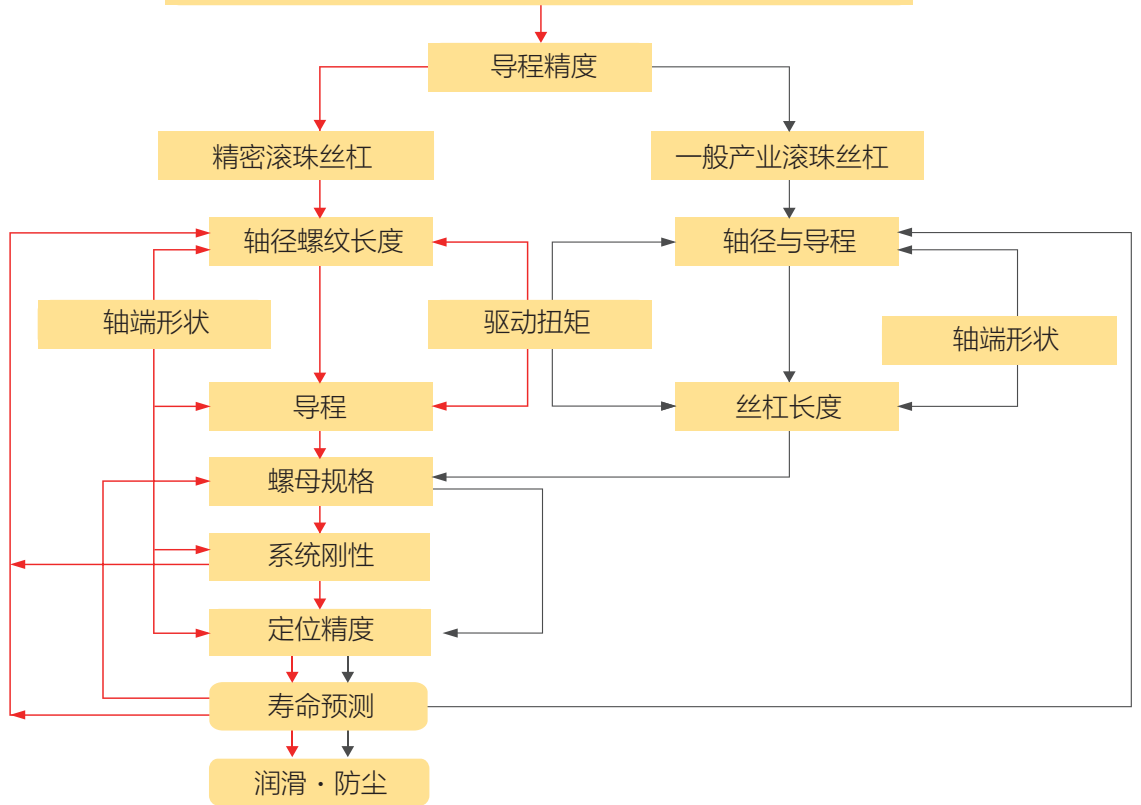 导程精度
精密滚珠丝杠
一般产业滚珠丝杠
轴径螺纹长度
轴径与导程
轴端形状
驱动扭矩
轴端形状
导程
丝杠长度
螺母规格
系统刚性
定位精度
寿命预测
润滑·防尘